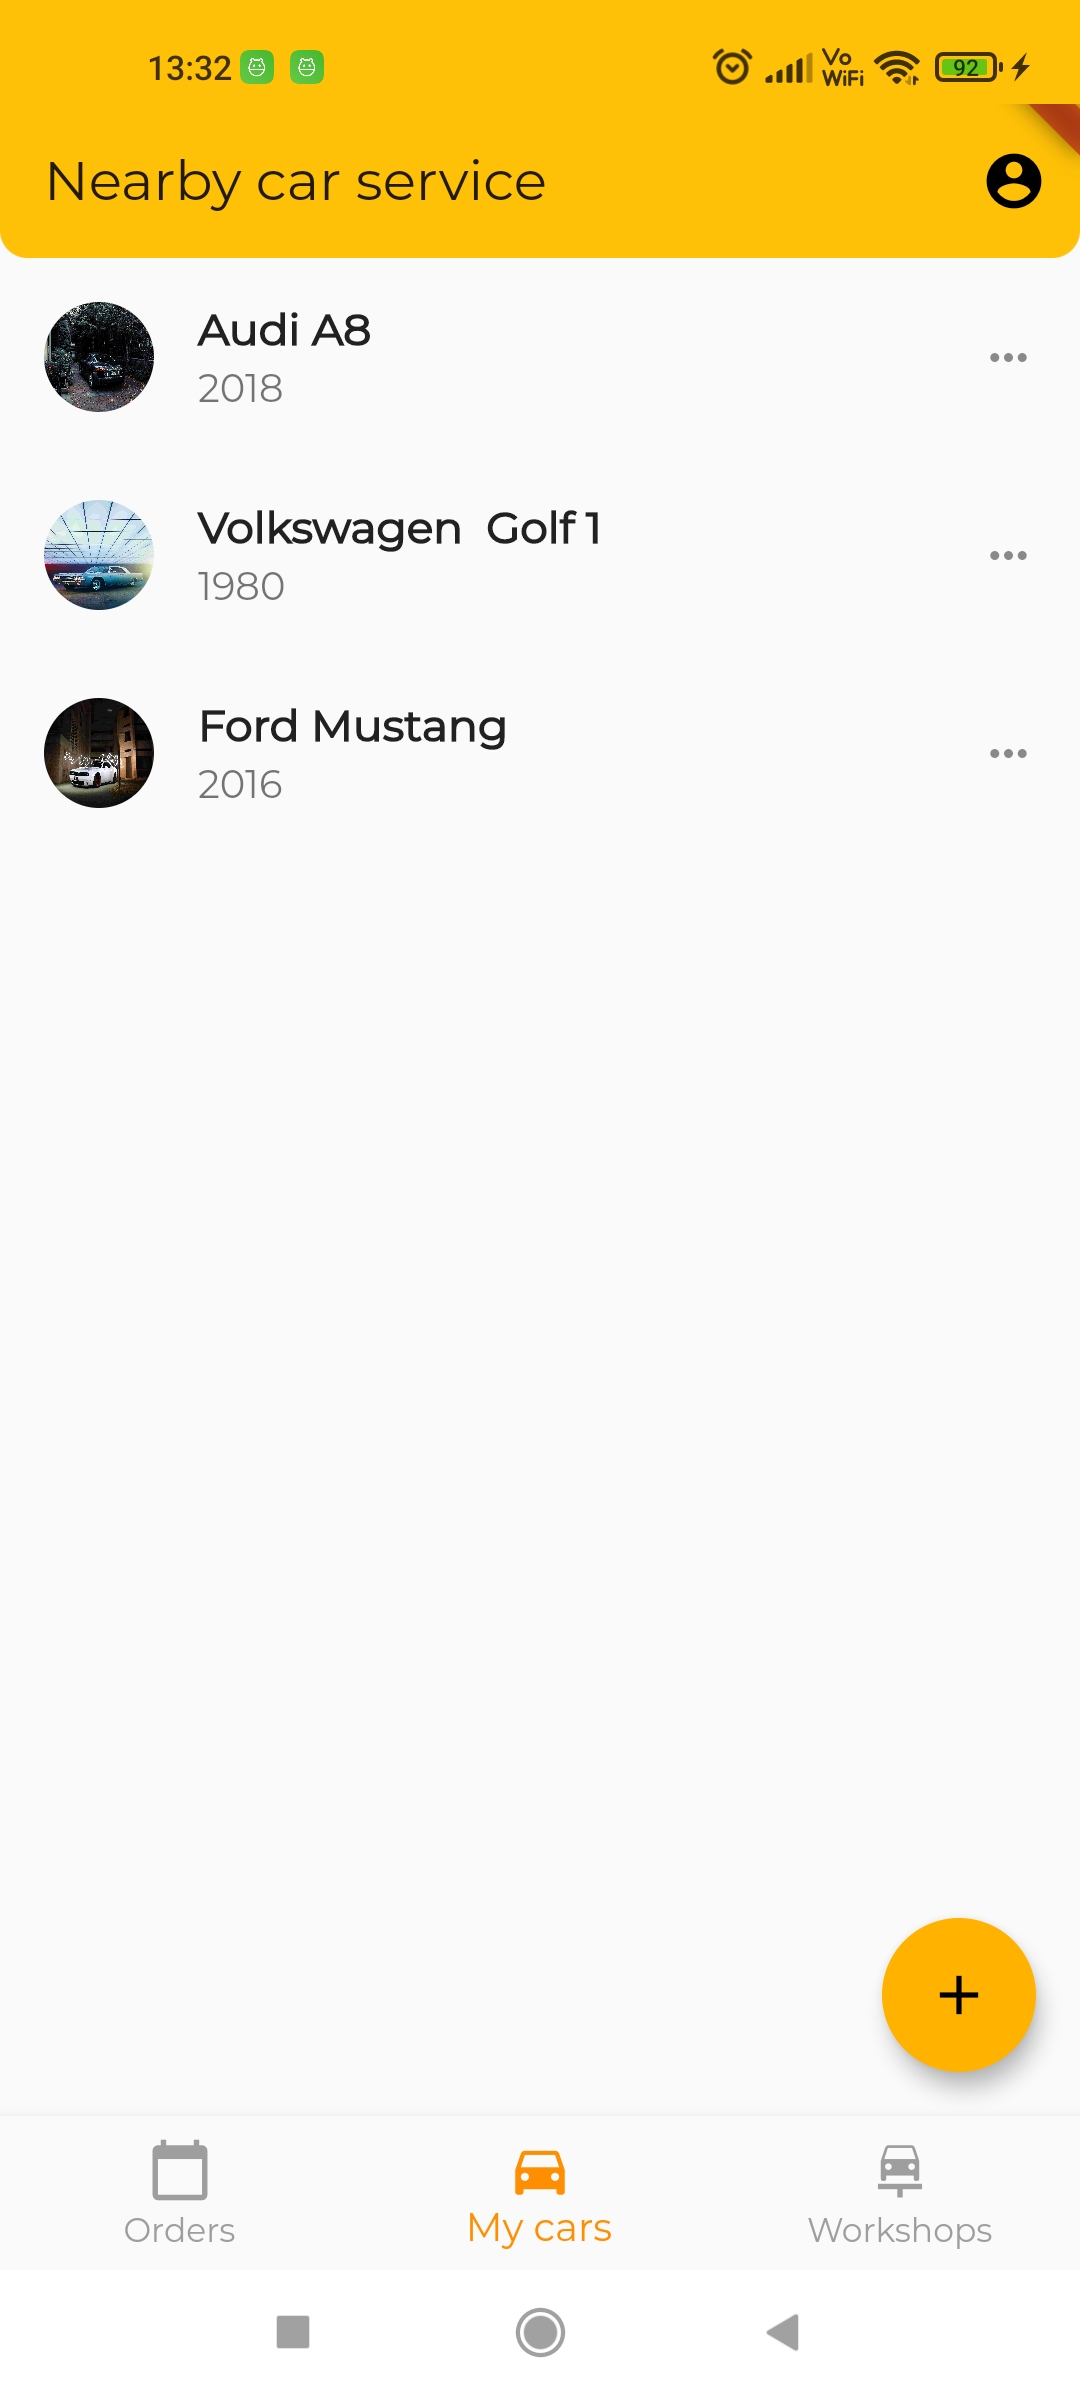 13:32
Vo
WiFi
92
Nearby car service
Audi A8
2018
Volkswagen  Golf 1
1980
Ford Mustang
2016
Orders
My cars
Workshops